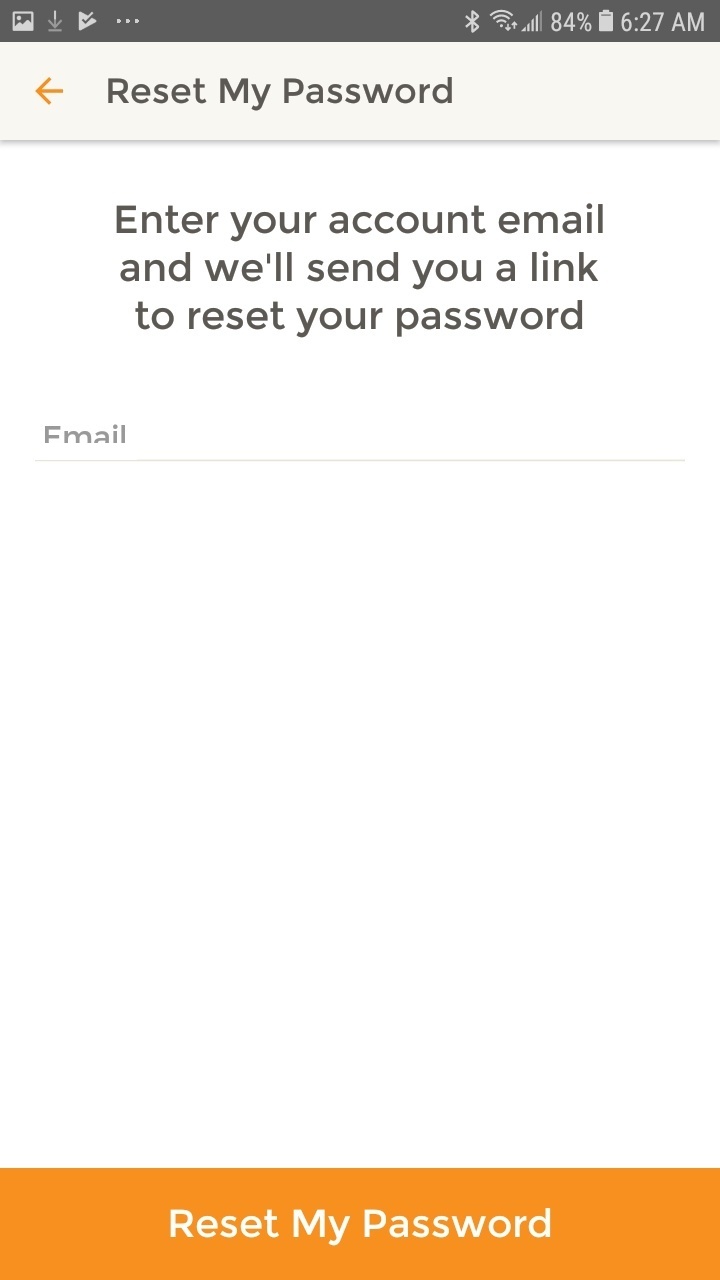 84% 6:27 AM
Reset My Password
Enter your account email
and we'll send you a link
to reset your password
Email
Reset My Password